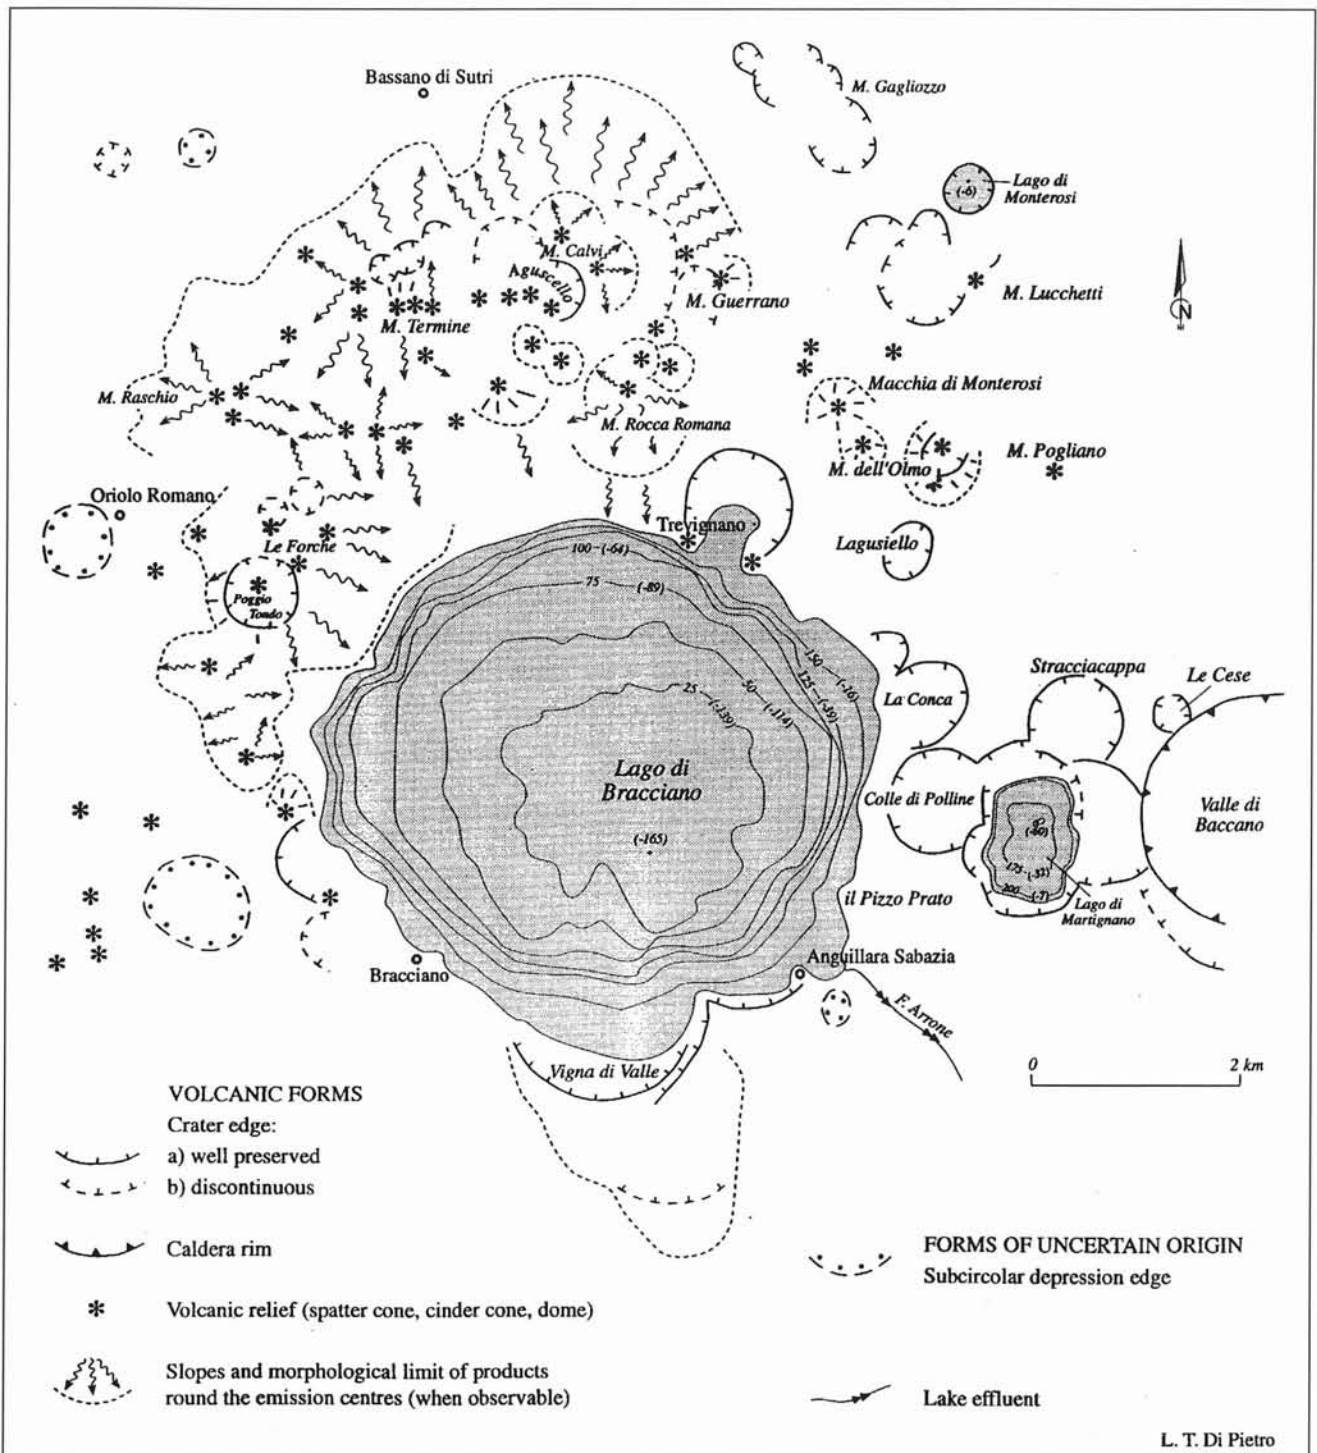 Bassano di Sutri
M. Gagliozzo
(-6)
Lago di
Monterosi
M. Calvi
Aguscello
M. Guerrano
M. Lucchetti
N
M. Termine
M. Raschio
Macchia di Monterosi
M. Rocca Romana
M. dell'Olmo
M. Pogliano
Oriolo Romano
Trevignano
Le Forche
Lagusiello
100 (-64)
75 (-89)
Poggio
Tondo
150 (-16)
125 (-39)
50 (-114)
25 (-139)
Stracciacappa
Le Cese
La Conca
Lago di
Bracciano
Colle di Polline
Valle di
Baccano
(-60)
(-165)
175 (-32)
200 (-7)
il Pizzo Prato
Lago di
Martignano
Anguillara Sabazia
Bracciano
F. Arrone
Vigna di Valle
0 2 km
VOLCANIC FORMS
Crater edge:
a) well preserved
b) discontinuous
Caldera rim
Volcanic relief (spatter cone, cinder cone, dome)
Slopes and morphological limit of products
round the emission centres (when observable)
FORMS OF UNCERTAIN ORIGIN
Subcircolar depression edge
Lake effluent
L. T. Di Pietro